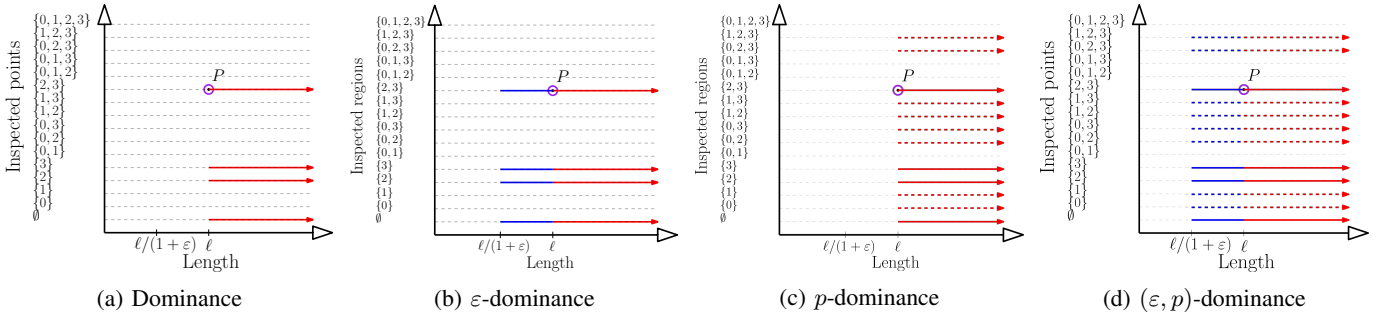 Inspected points
{0, 1, 2, 3}
{1, 2, 3}
{0, 2, 3}
{0, 1, 3}
{0, 1, 2}
{2, 3}
{1, 3}
{1, 2}
{0, 3}
{0, 2}
{0, 1}
{3}
{2}
{1}
{0}
∅
P
ℓ/(1 + ε) ℓ
Length
(a) Dominance
Inspected regions
{0, 1, 2, 3}
{1, 2, 3}
{0, 2, 3}
{0, 1, 3}
{0, 1, 2}
{2, 3}
{1, 3}
{1, 2}
{0, 3}
{0, 2}
{0, 1}
{3}
{2}
{1}
{0}
∅
P
ℓ/(1 + ε) ℓ
Length
(b) ε-dominance
Inspected regions
{0, 1, 2, 3}
{1, 2, 3}
{0, 2, 3}
{0, 1, 3}
{0, 1, 2}
{2, 3}
{1, 3}
{1, 2}
{0, 3}
{0, 2}
{0, 1}
{3}
{2}
{1}
{0}
∅
P
ℓ/(1 + ε) ℓ
Length
(c) p-dominance
Inspected points
{0, 1, 2, 3}
{1, 2, 3}
{0, 2, 3}
{0, 1, 3}
{0, 1, 2}
{2, 3}
{1, 3}
{1, 2}
{0, 3}
{0, 2}
{0, 1}
{3}
{2}
{1}
{0}
∅
P
ℓ/(1 + ε) ℓ
Length
(d) (ε, p)-dominance